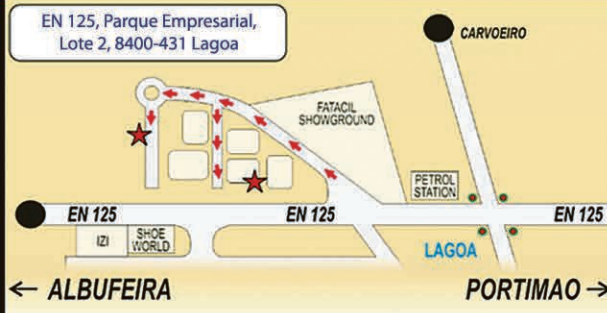 EN 125, Parque Empresarial,
Lote 2, 8400-431 Lagoa
CARVOEIRO
FATACIL
SHOWGROUND
PETROL
STATION
EN 125
EN 125
EN 125
IZI
SHOE
WORLD
LAGOA
← ALBUFEIRA
PORTIMAO →